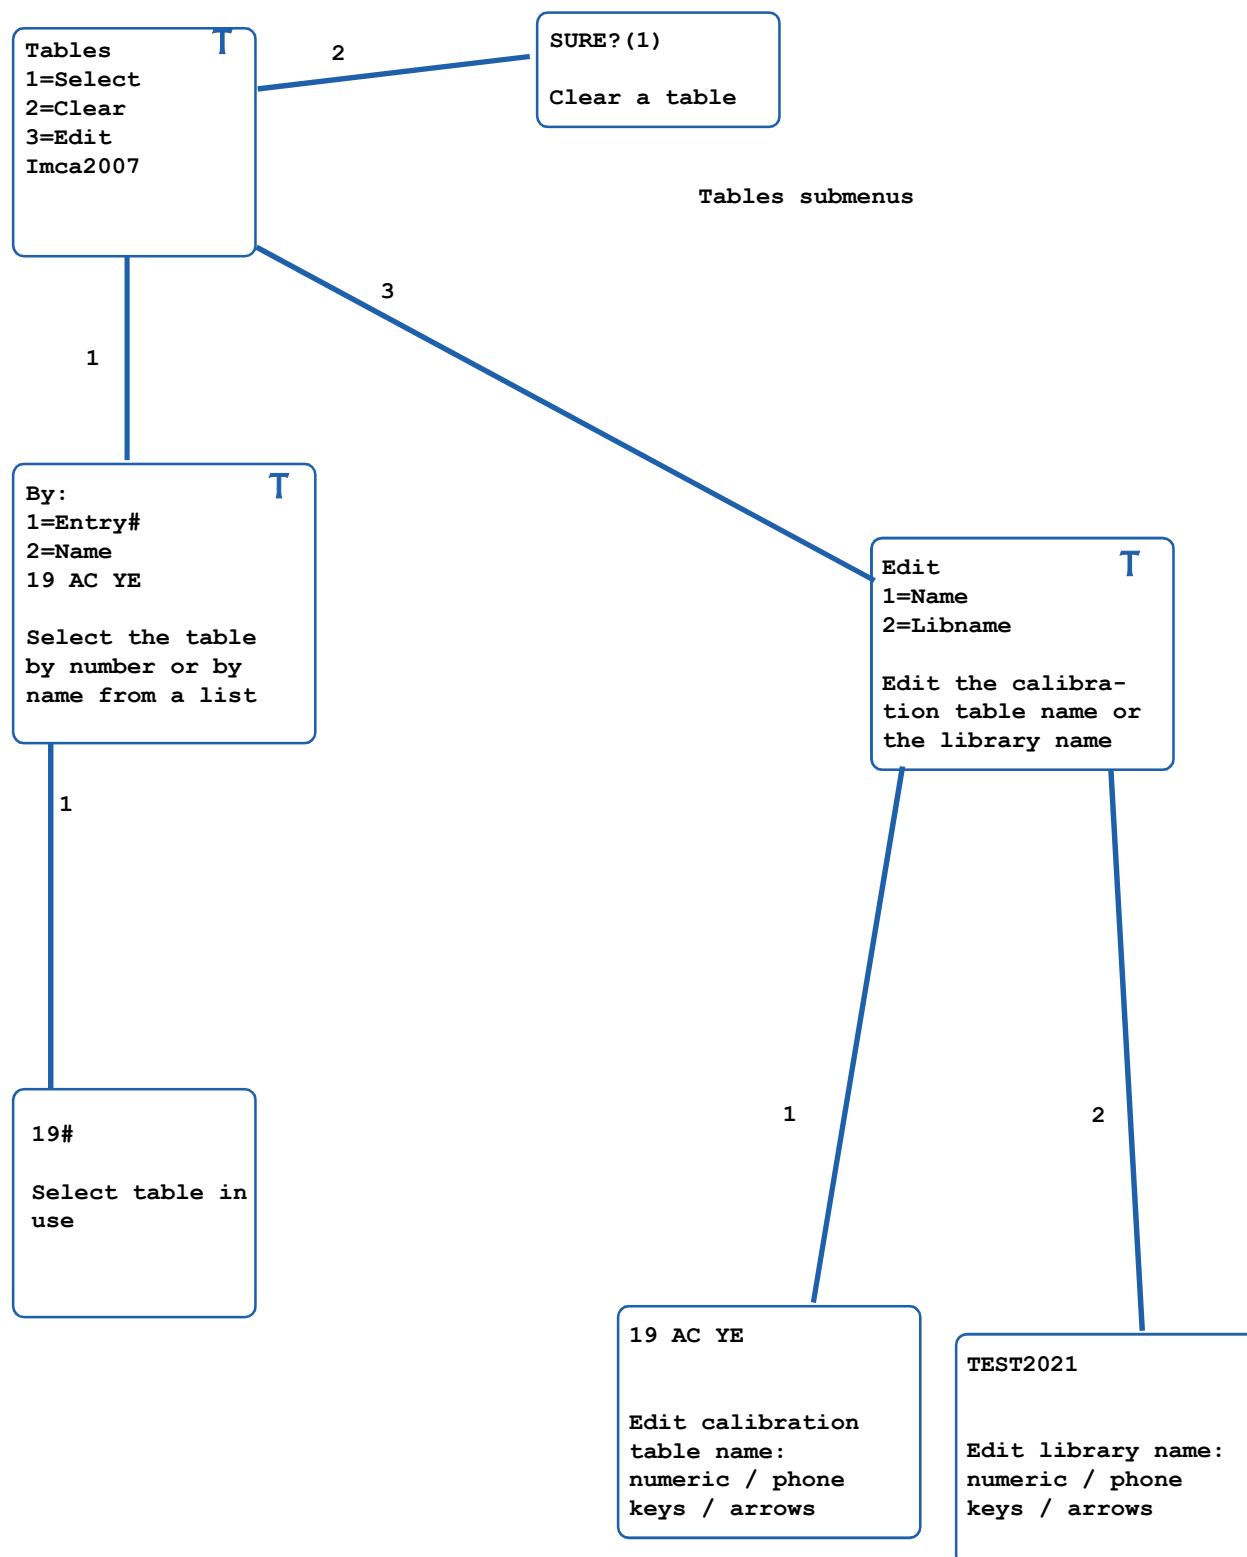 Tables T
1=Select
2=Clear
3=Edit
Imca2007
2
SURE?(1)
Clear a table
Tables submenus
3
1
By: T
1=Entry#
2=Name
19 AC YE
Select the table
by number or by
name from a list
Edit T
1=Name
2=Libname
Edit the calibra-
tion table name or
the library name
1
19#
Select table in
use
1
2
19 AC YE
Edit calibration
table name:
numeric / phone
keys / arrows
TEST2021
Edit library name:
numeric / phone
keys / arrows